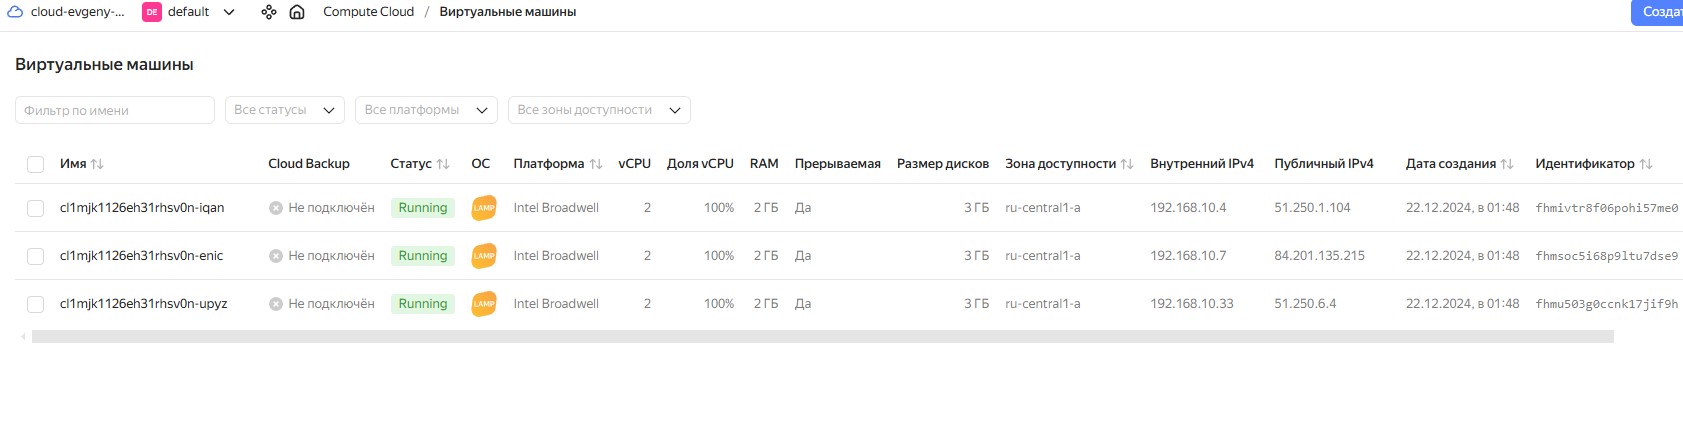 cloud-evgeny-... DE default Compute Cloud / Виртуальные машины
Виртуальные машины
Фильтр по имени Все статусы Все платформы Все зоны доступности
Имя Cloud Backup Статус ОС Платформа vCPU Доля vCPU RAM Прерываемая Размер дисков Зона доступности Внутренний IPv4 Публичный IPv4 Дата создания Идентификатор
cl1mjk1126eh31rhsv0n-iqan Не подключён Running LAMP Intel Broadwell 2 100% 2 ГБ Да 3 ГБ ru-central1-a 192.168.10.4 51.250.1.104 22.12.2024, в 01:48 fhmivtr8f06pohi57me0
cl1mjk1126eh31rhsv0n-enic Не подключён Running LAMP Intel Broadwell 2 100% 2 ГБ Да 3 ГБ ru-central1-a 192.168.10.7 84.201.135.215 22.12.2024, в 01:48 fhmsoc5i68p9ltu7dse9
cl1mjk1126eh31rhsv0n-upyz Не подключён Running LAMP Intel Broadwell 2 100% 2 ГБ Да 3 ГБ ru-central1-a 192.168.10.33 51.250.6.4 22.12.2024, в 01:48 fhmu503g0ccnk17jif9h